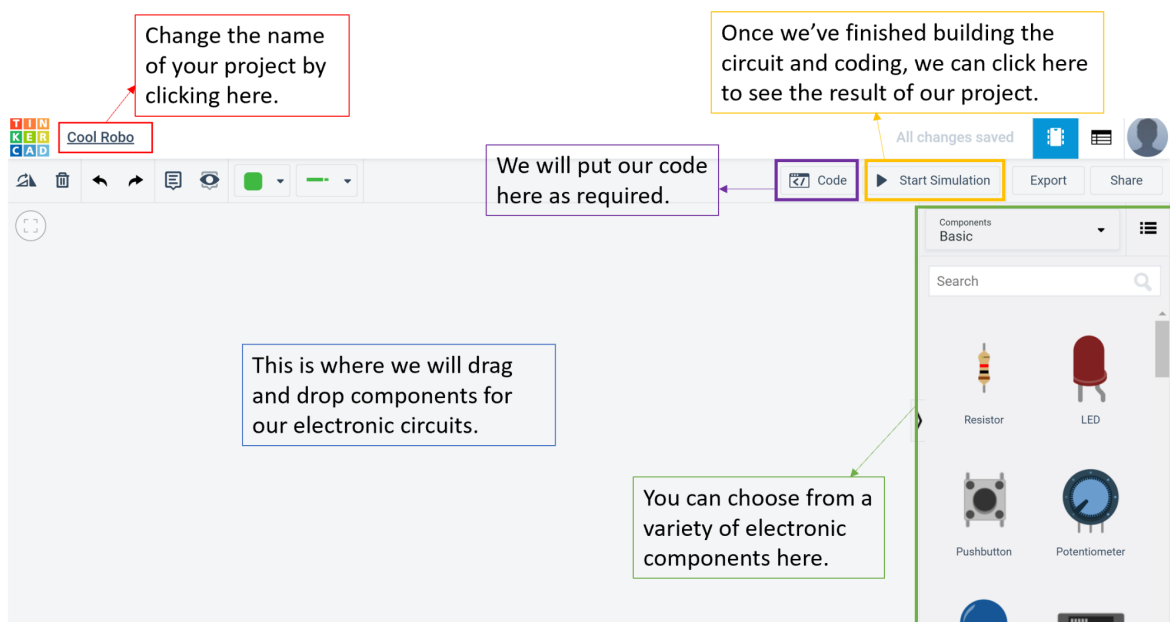 Change the name
of your project by
clicking here.
Once we've finished building the
circuit and coding, we can click here
to see the result of our project.
TIN
KER
CAD
Cool Robo
All changes saved
We will put our code
here as required.
Code
Start Simulation
Export
Share
Components
Basic
Search
This is where we will drag
and drop components for
our electronic circuits.
Resistor
LED
You can choose from a
variety of electronic
components here.
Pushbutton
Potentiometer